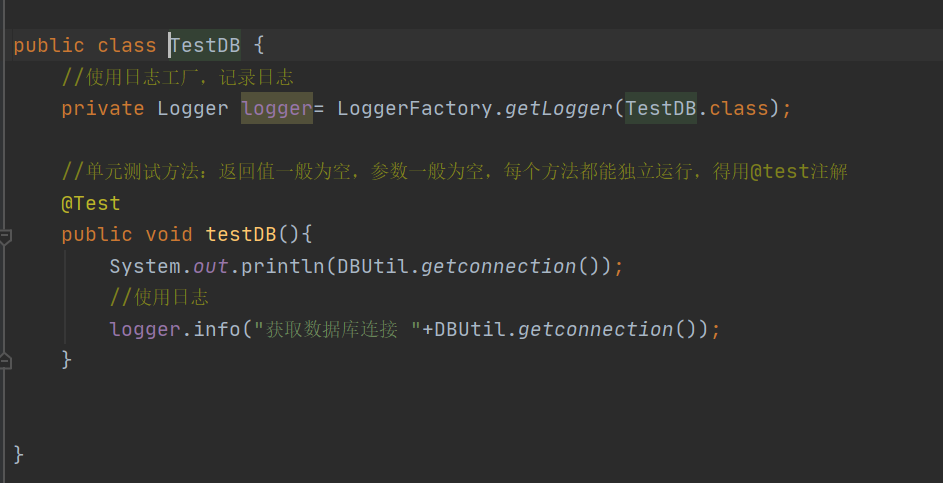 public class TestDB {
//使用日志工厂，记录日志
private Logger logger= LoggerFactory.getLogger(TestDB.class);
//单元测试方法：返回值一般为空，参数一般为空，每个方法都能独立运行，得用@test注解
@Test
public void testDB(){
System.out.println(DBUtil.getconnection());
//使用日志
logger.info("获取数据库连接 "+DBUtil.getconnection());
}
}